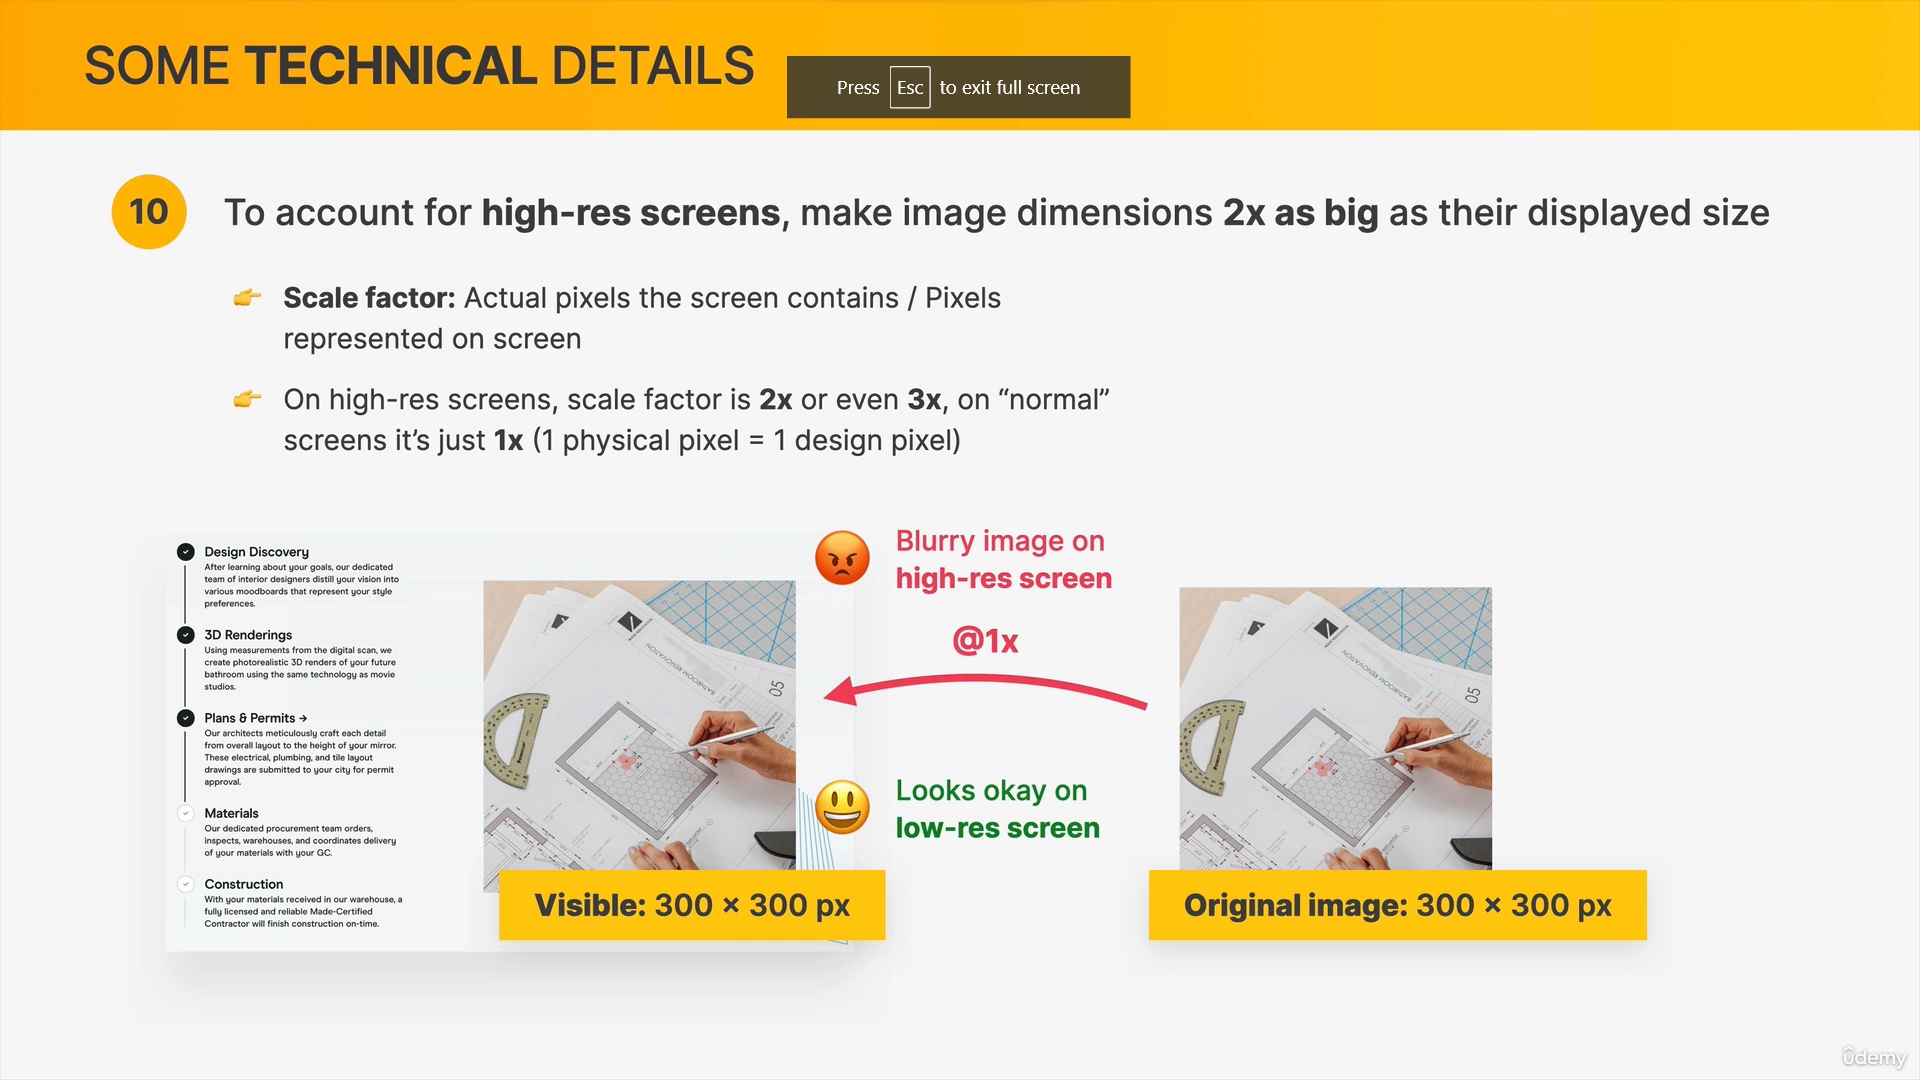 SOME TECHNICAL DETAILS
Press Esc to exit full screen
10
To account for high-res screens, make image dimensions 2x as big as their displayed size
👉 Scale factor: Actual pixels the screen contains / Pixels
represented on screen
👉 On high-res screens, scale factor is 2x or even 3x, on “normal”
screens it’s just 1x (1 physical pixel = 1 design pixel)
Design Discovery
After learning about your goals, our dedicated
team of interior designers distill your vision into
various moodboards that represent your style
preferences.
3D Renderings
Using measurements from the digital scan, we
create photorealistic 3D renders of your future
bathroom using the same technology as movie
studios.
Plans & Permits →
Our architects meticulously craft each detail
from overall layout to the height of your mirror.
These electrical, plumbing, and tile layout
drawings are submitted to your city for permit
approval.
Materials
Our dedicated procurement team orders,
inspects, warehouses, and coordinates delivery
of your materials with your GC.
Construction
With your materials received in our warehouse, a
fully licensed and reliable Made-Certified
Contractor will finish construction on-time.
BATHROOM RENOVATION
05
Visible: 300 × 300 px
Blurry image on
high-res screen
@1x
Looks okay on
low-res screen
BATHROOM RENOVATION
05
Original image: 300 × 300 px
ûdemy